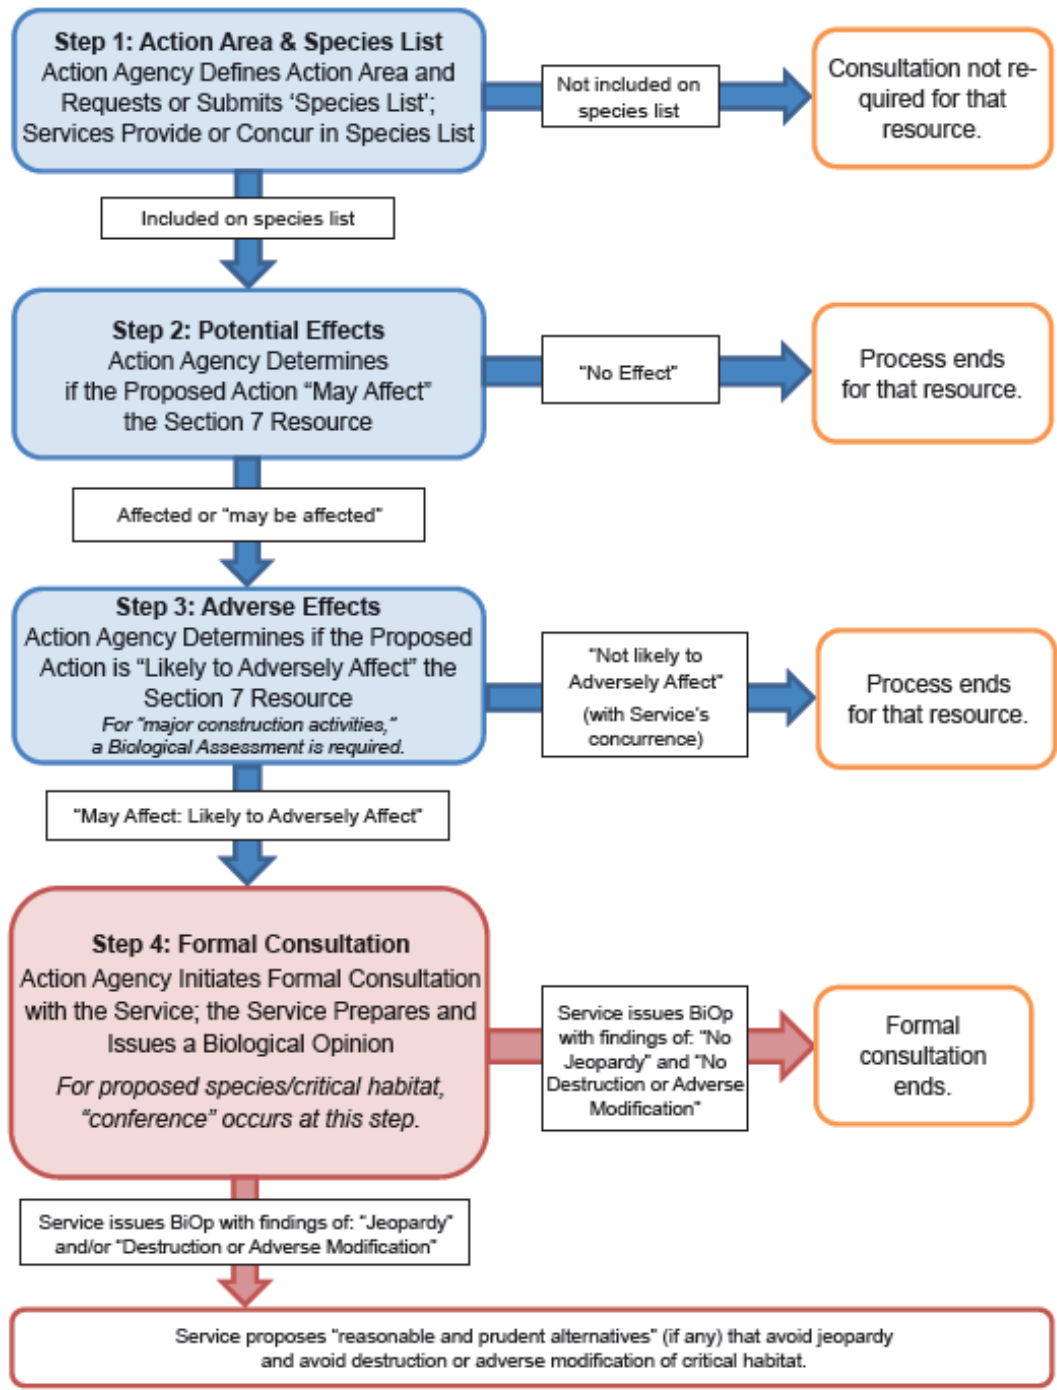 Step 1: Action Area & Species List
Action Agency Defines Action Area and
Requests or Submits ‘Species List’;
Services Provide or Concur in Species List
Not included on
species list
Consultation not re-
quired for that
resource.
Included on species list
Step 2: Potential Effects
Action Agency Determines
if the Proposed Action “May Affect”
the Section 7 Resource
“No Effect”
Process ends
for that resource.
Affected or “may be affected”
Step 3: Adverse Effects
Action Agency Determines if the Proposed
Action is “Likely to Adversely Affect” the
Section 7 Resource
For “major construction activities,”
a Biological Assessment is required.
“Not likely to
Adversely Affect”
(with Service’s
concurrence)
Process ends
for that resource.
“May Affect: Likely to Adversely Affect”
Step 4: Formal Consultation
Action Agency Initiates Formal Consultation
with the Service; the Service Prepares and
Issues a Biological Opinion
For proposed species/critical habitat,
“conference” occurs at this step.
Service issues BiOp
with findings of: “No
Jeopardy” and “No
Destruction or Adverse
Modification”
Formal
consultation
ends.
Service issues BiOp with findings of: “Jeopardy”
and/or “Destruction or Adverse Modification”
Service proposes “reasonable and prudent alternatives” (if any) that avoid jeopardy
and avoid destruction or adverse modification of critical habitat.